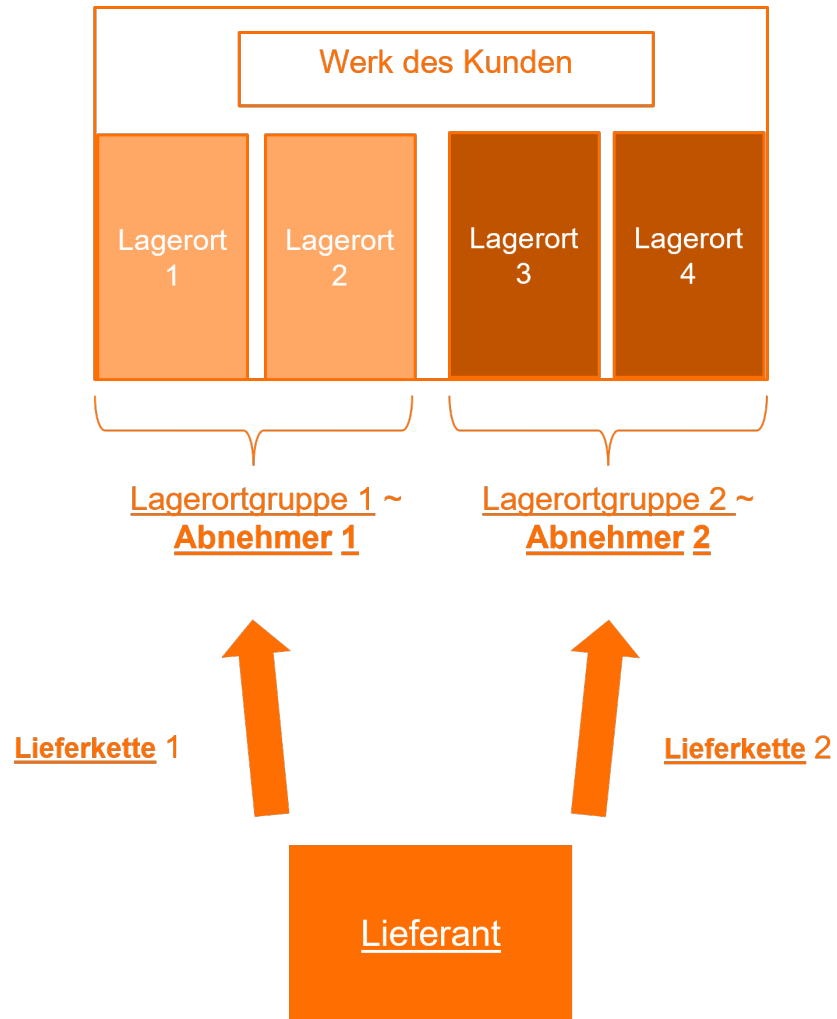 Werk des Kunden
Lagerort
1
Lagerort
2
Lagerort
3
Lagerort
4
Lagerortgruppe 1 ~
Abnehmer 1
Lagerortgruppe 2 ~
Abnehmer 2
Lieferkette 1
Lieferkette 2
Lieferant